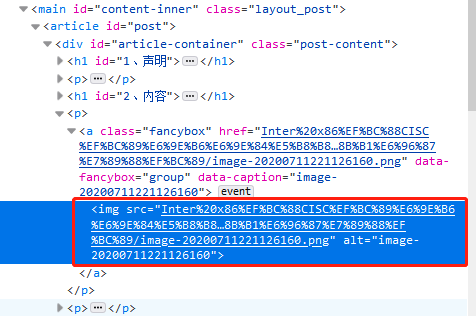 <main id="content-inner" class="layout_post">
<article id="post">
<div id="article-container" class="post-content">
<h1 id="1、声明">…</h1>
<p>…</p>
<h1 id="2、内容">…</h1>
<p>
<a class="fancybox" href="Inter%20x86%EF%BC%88CISC
%EF%BC%89%E6%9E%B6%E6%9E%84%E5%B8%B8…8B%B1%E6%96%87
%E7%89%88%EF%BC%89/image-20200711221126160.png" data-
fancybox="group" data-caption="image-
20200711221126160"> event
<img src="Inter%20x86%EF%BC%88CISC%EF%BC%89%E6%9E%B6
%E6%9E%84%E5%B8%B8…8B%B1%E6%96%87%E7%89%88%EF
%BC%89/image-20200711221126160.png" alt="image-
20200711221126160">
</a>
</p>
<p>…</p>